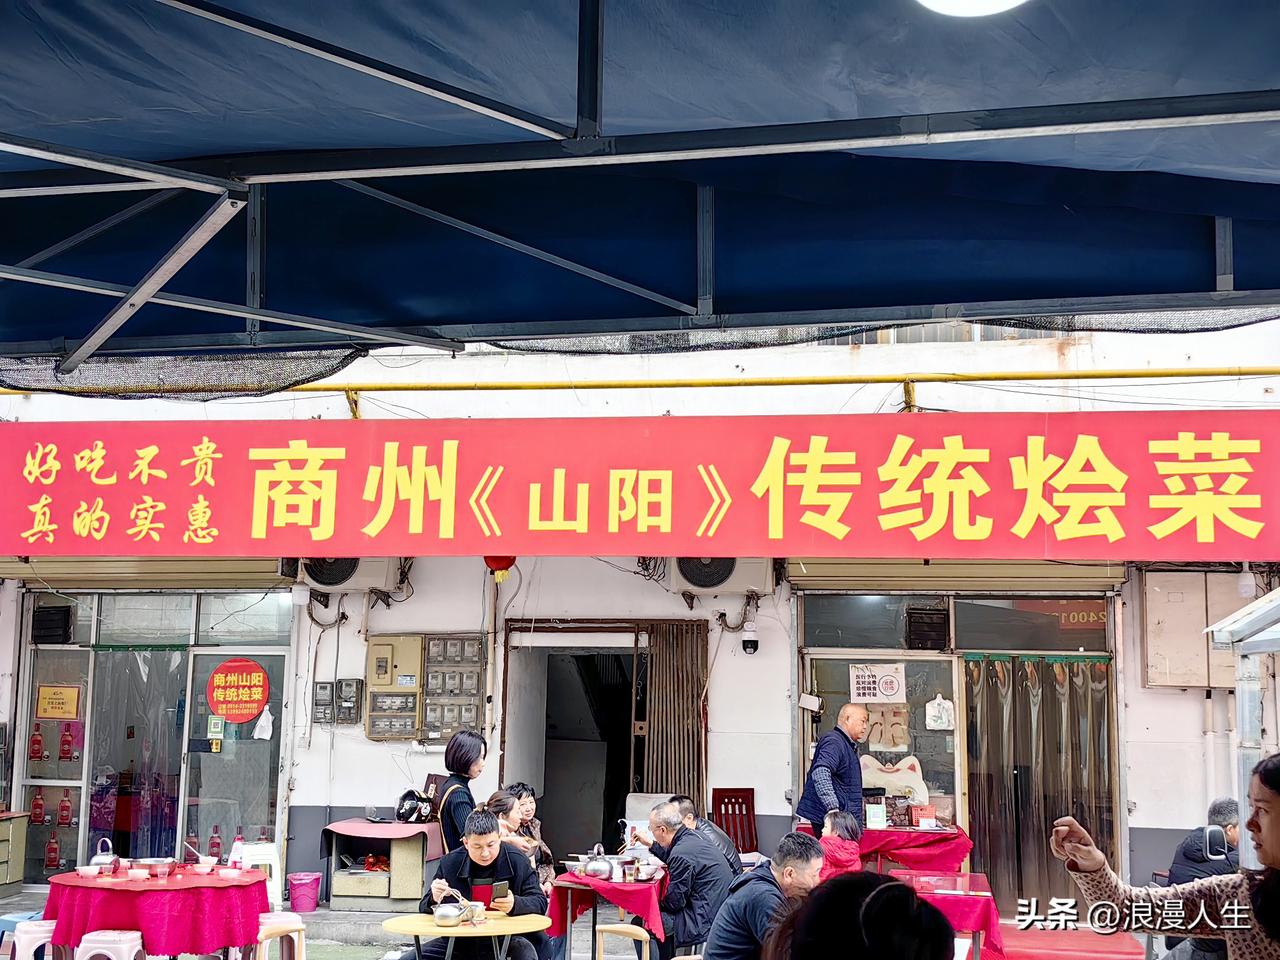 好吃不贵
真的实惠
商州《山阳》传统烩菜
商州山阳
传统烩菜
头条 @浪漫人生